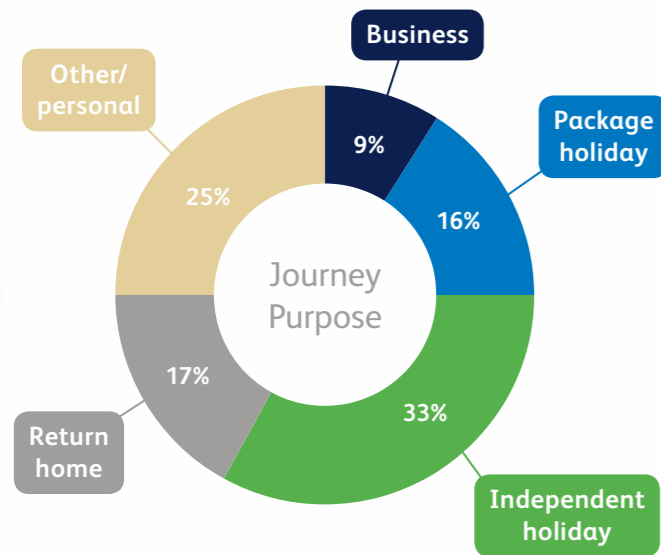 Business
Other/
personal
Package
holiday
9%
25%
16%
Journey
Purpose
17%
33%
Return
home
Independent
holiday